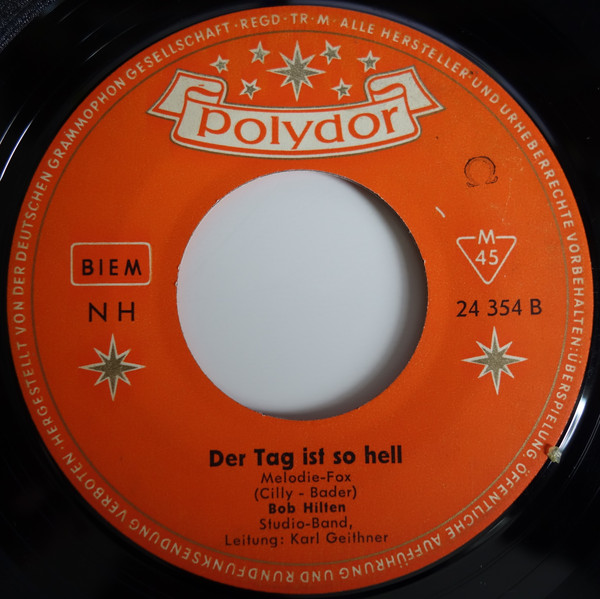 HERGESTELLT VON DER DEUTSCHEN GRAMMOPHON GESELLSCHAFT · REGD · TR · M · ALLE HERSTELLER UND URHEBERRECHTE VORBEHALTEN: ÜBERSPIELUNG, ÖFFENTLICHE AUFFÜHRUNG UND RUNDFUNKSENDUNG VERBOTEN ·
Polydor
BIEM
NH
M
45
24 354 B
Der Tag ist so hell
Melodie-Fox
(Cilly - Bader)
Bob Hilten
Studio-Band,
Leitung: Karl Geithner